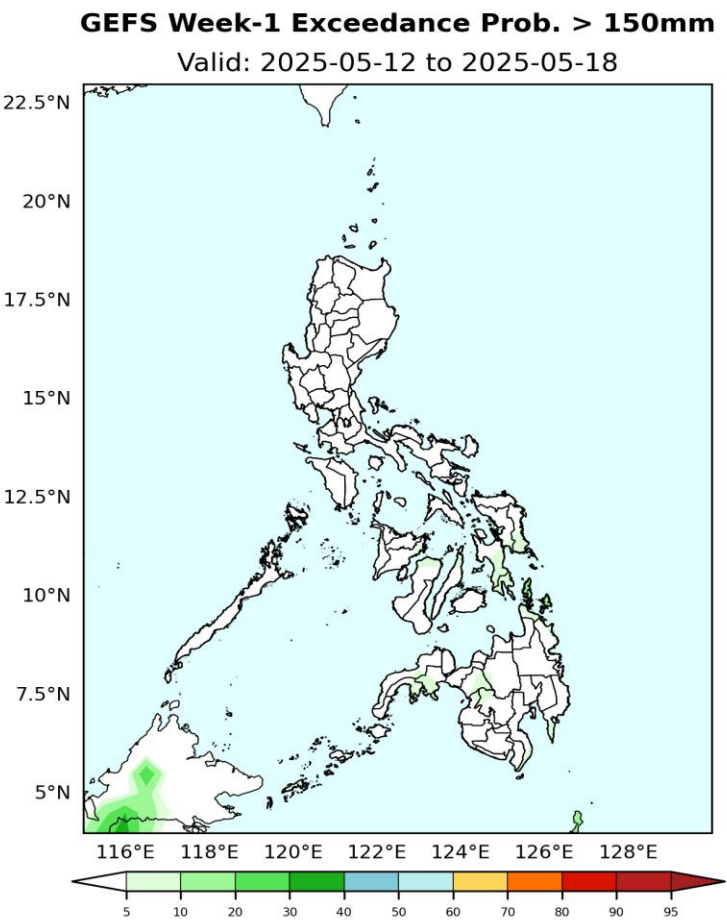 GEFS Week-1 Exceedance Prob. > 150mm
Valid: 2025-05-12 to 2025-05-18
22.5°N
20°N
17.5°N
15°N
12.5°N
10°N
7.5°N
5°N
116°E 118°E 120°E 122°E 124°E 126°E 128°E
5 10 20 30 40 50 60 70 80 90 95